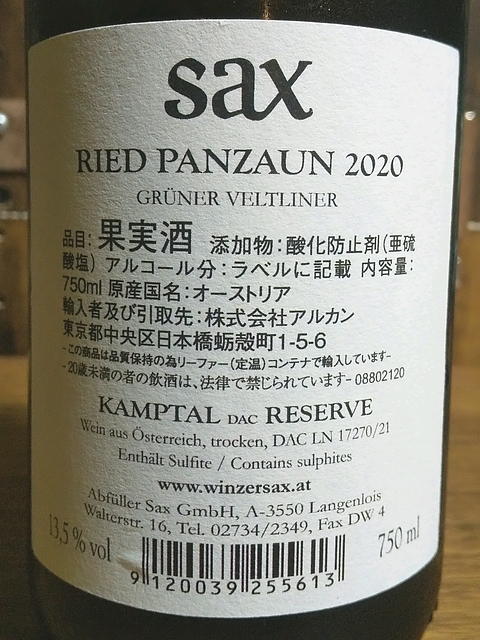 sax
RIED PANZAUN 2020
GRÜNER VELTLINER
品目: 果実酒 添加物:酸化防止剤(亜硫
酸塩) アルコール分:ラベルに記載 内容量:
750ml 原産国名:オーストリア
輸入者及び引取先:株式会社アルカン
東京都中央区日本橋蛎殻町1-5-6
-この商品は品質保持の為リーファー(定温)コンテナで輸入しています-
-20歳未満の者の飲酒は、法律で禁じられています- 08802120
KAMPTAL DAC RESERVE
Wein aus Österreich, trocken, DAC LN 17270/21
Enthält Sulfite / Contains sulphites
www.winzersax.at
Abfüller Sax GmbH, A-3550 Langenlois
Walterstr. 16, Tel. 02734/2349, Fax DW 4
13,5 % vol
750 ml
9 120039 255613